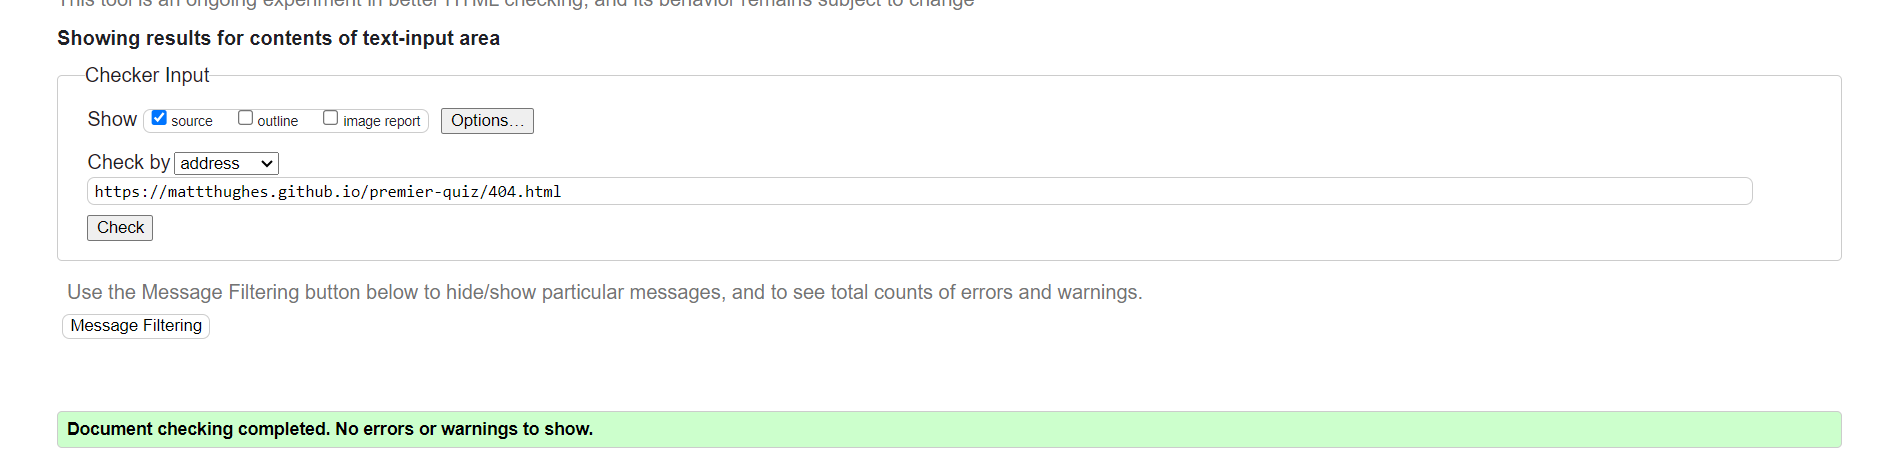 This tool is an ongoing experiment in better HTML checking, and its behavior remains subject to change
Showing results for contents of text-input area
Checker Input
Show source outline image report Options...
Check by address
https://mattthughes.github.io/premier-quiz/404.html
Check
Use the Message Filtering button below to hide/show particular messages, and to see total counts of errors and warnings.
Message Filtering
Document checking completed. No errors or warnings to show.